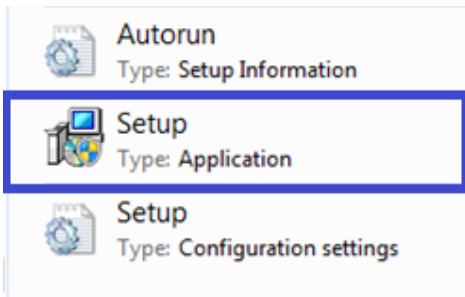 Autorun
Type: Setup Information
Setup
Type: Application
Setup
Type: Configuration settings